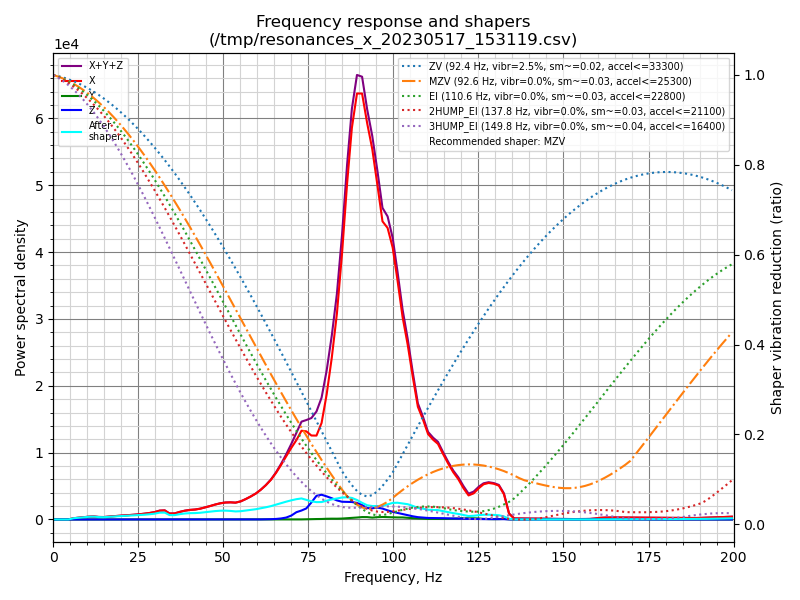 Frequency response and shapers
(/tmp/resonances_x_20230517_153119.csv)
1e4
X+Y+Z
X
Y
Z
After
shaper
ZV (92.4 Hz, vibr=2.5%, sm~=0.02, accel<=33300)
MZV (92.6 Hz, vibr=0.0%, sm~=0.03, accel<=25300)
EI (110.6 Hz, vibr=0.0%, sm~=0.03, accel<=22800)
2HUMP_EI (137.8 Hz, vibr=0.0%, sm~=0.03, accel<=21100)
3HUMP_EI (149.8 Hz, vibr=0.0%, sm~=0.04, accel<=16400)
Recommended shaper: MZV
Power spectral density
6
5
4
3
2
1
0
1.0
0.8
0.6
0.4
0.2
0.0
Shaper vibration reduction (ratio)
0 25 50 75 100 125 150 175 200
Frequency, Hz